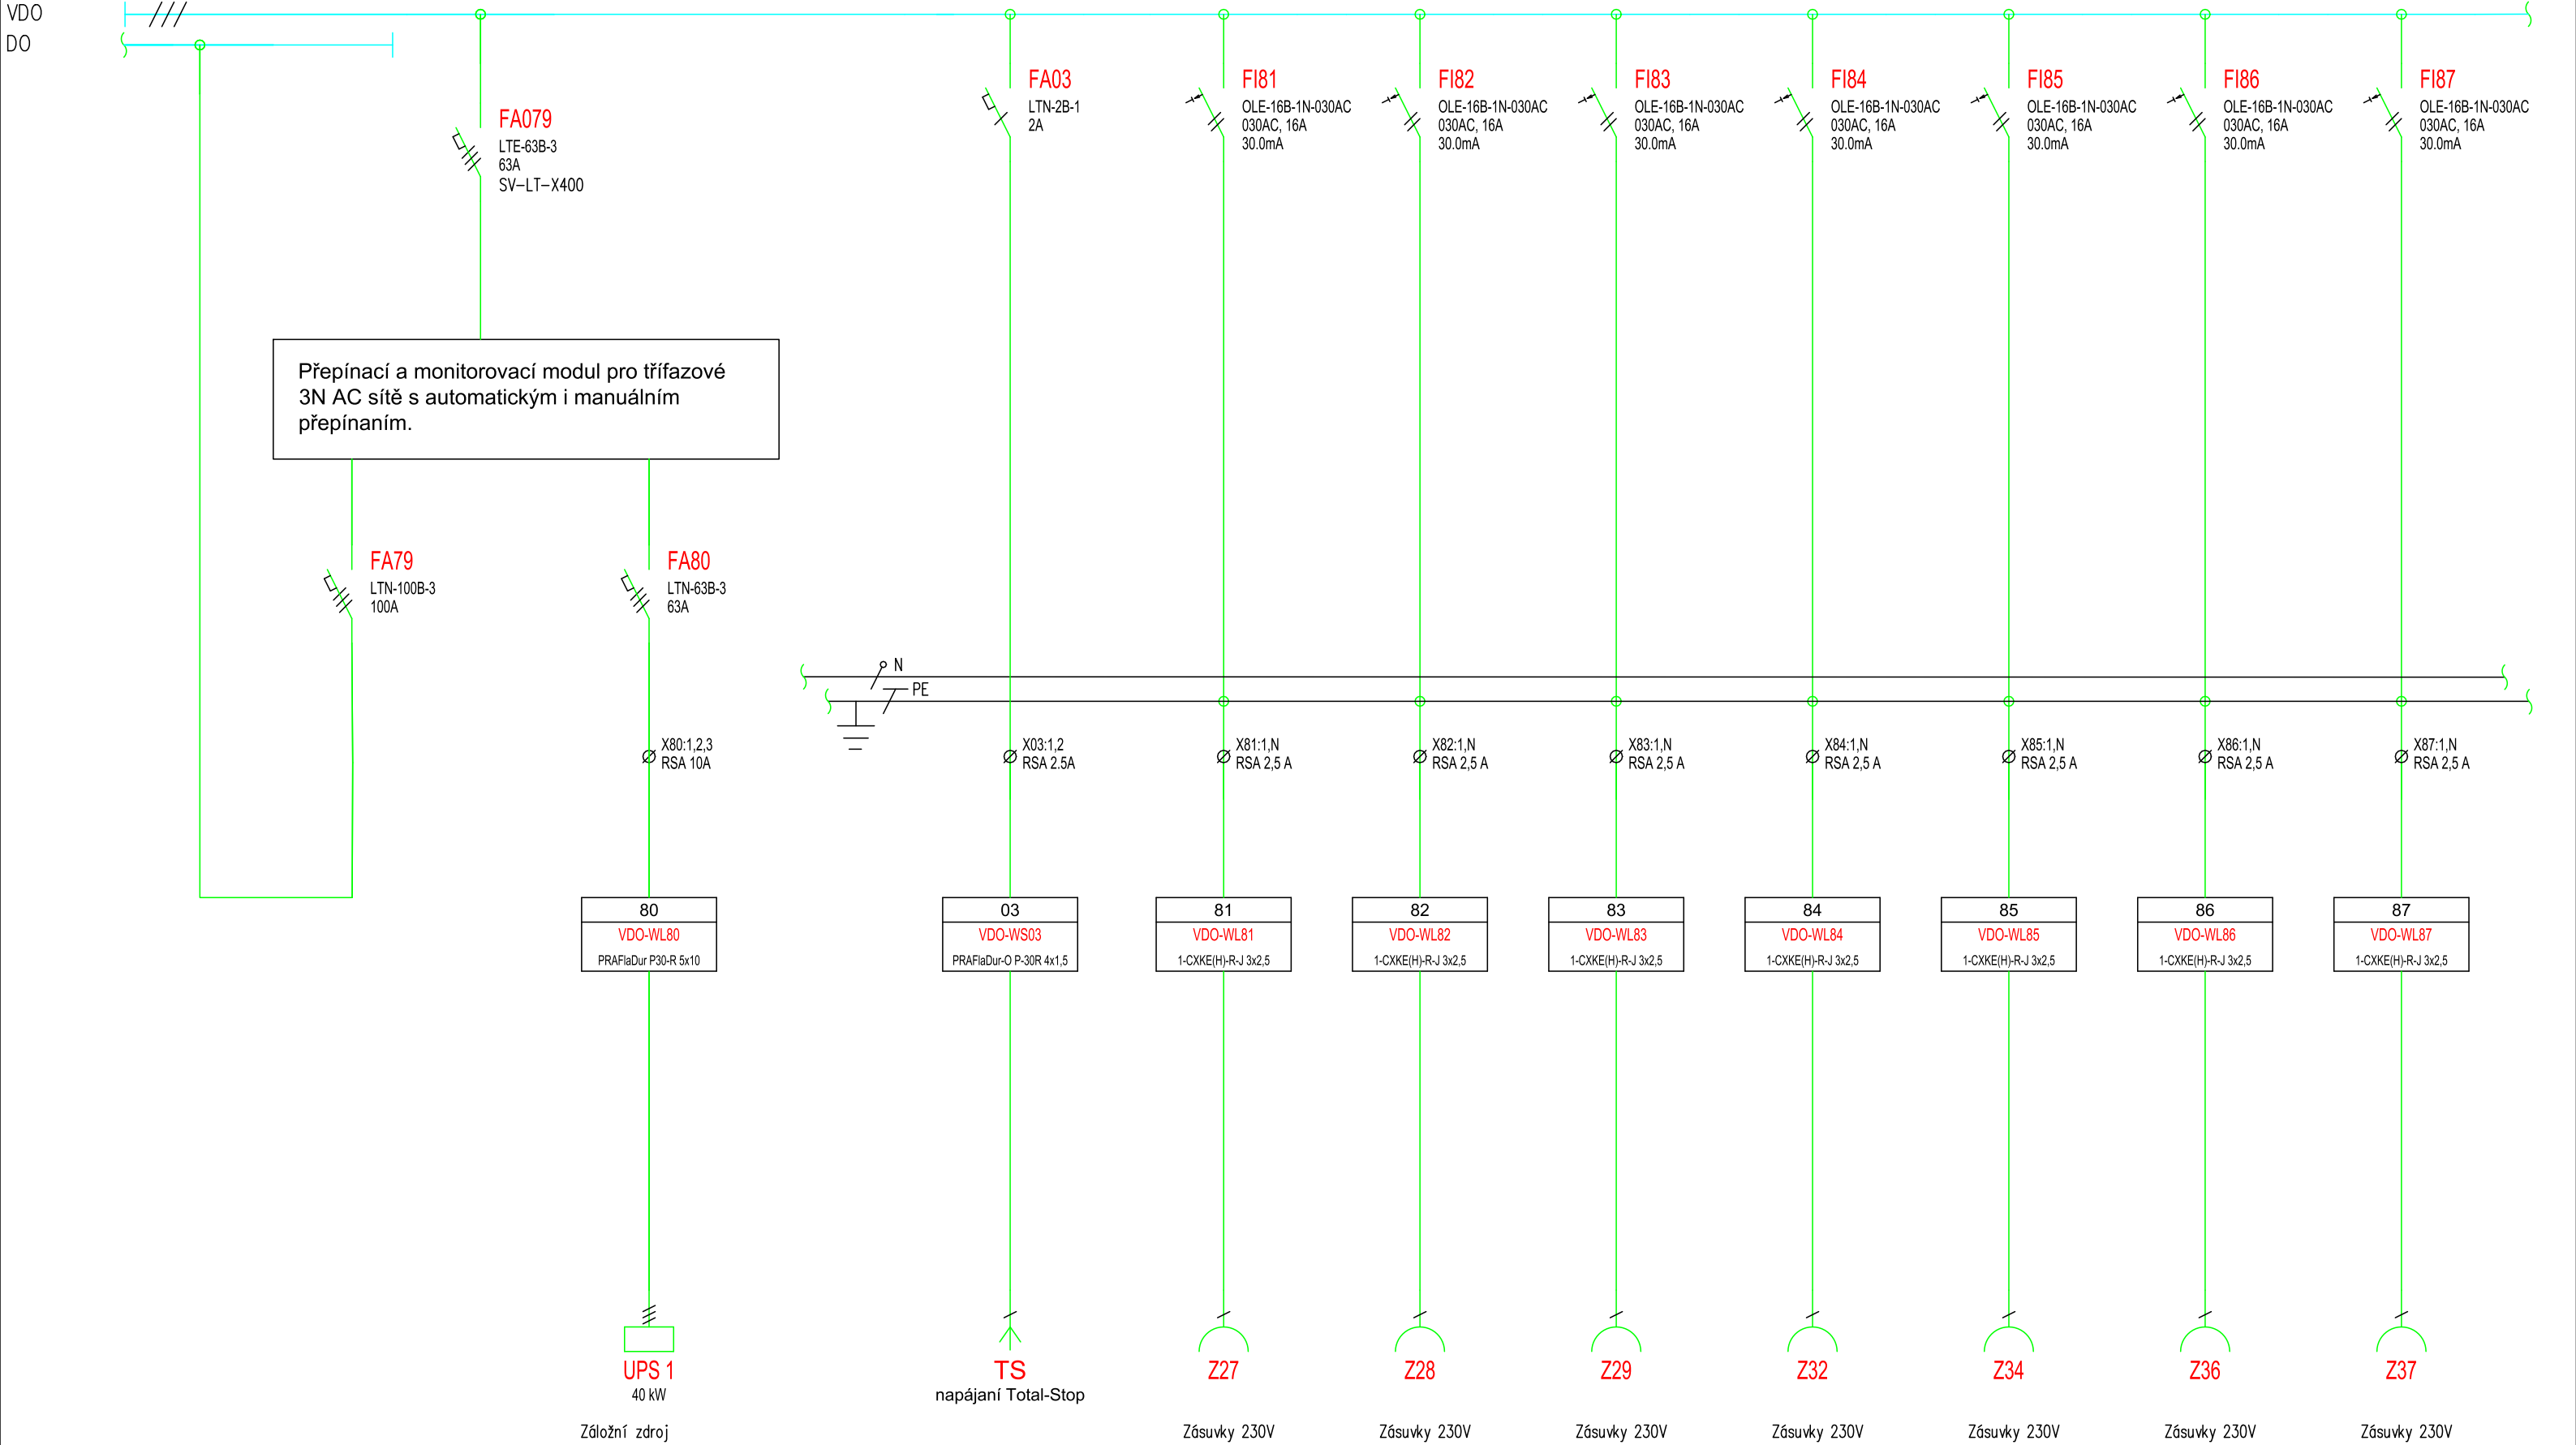 VDO
DO
FA079
LTE-63B-3
63A
SV-LT-X400
FA03
LTN-2B-1
2A
FI81
OLE-16B-1N-030AC
030AC, 16A
30.0mA
FI82
OLE-16B-1N-030AC
030AC, 16A
30.0mA
FI83
OLE-16B-1N-030AC
030AC, 16A
30.0mA
FI84
OLE-16B-1N-030AC
030AC, 16A
30.0mA
FI85
OLE-16B-1N-030AC
030AC, 16A
30.0mA
FI86
OLE-16B-1N-030AC
030AC, 16A
30.0mA
FI87
OLE-16B-1N-030AC
030AC, 16A
30.0mA
Přepínací a monitorovací modul pro třífazové
3N AC sítě s automatickým i manuálním
přepínaním.
FA79
LTN-100B-3
100A
FA80
LTN-63B-3
63A
N
PE
X80:1,2,3
RSA 10A
X03:1,2
RSA 2.5A
X81:1,N
RSA 2,5 A
X82:1,N
RSA 2,5 A
X83:1,N
RSA 2,5 A
X84:1,N
RSA 2,5 A
X85:1,N
RSA 2,5 A
X86:1,N
RSA 2,5 A
X87:1,N
RSA 2,5 A
80
VDO-WL80
PRAFlaDur P30-R 5x10
03
VDO-WS03
PRAFlaDur-O P-30R 4x1,5
81
VDO-WL81
1-CXKE(H)-R-J 3x2,5
82
VDO-WL82
1-CXKE(H)-R-J 3x2,5
83
VDO-WL83
1-CXKE(H)-R-J 3x2,5
84
VDO-WL84
1-CXKE(H)-R-J 3x2,5
85
VDO-WL85
1-CXKE(H)-R-J 3x2,5
86
VDO-WL86
1-CXKE(H)-R-J 3x2,5
87
VDO-WL87
1-CXKE(H)-R-J 3x2,5
UPS 1
40 kW
Záložní zdroj
TS
napájaní Total-Stop
Z27
Zásuvky 230V
Z28
Zásuvky 230V
Z29
Zásuvky 230V
Z32
Zásuvky 230V
Z34
Zásuvky 230V
Z36
Zásuvky 230V
Z37
Zásuvky 230V